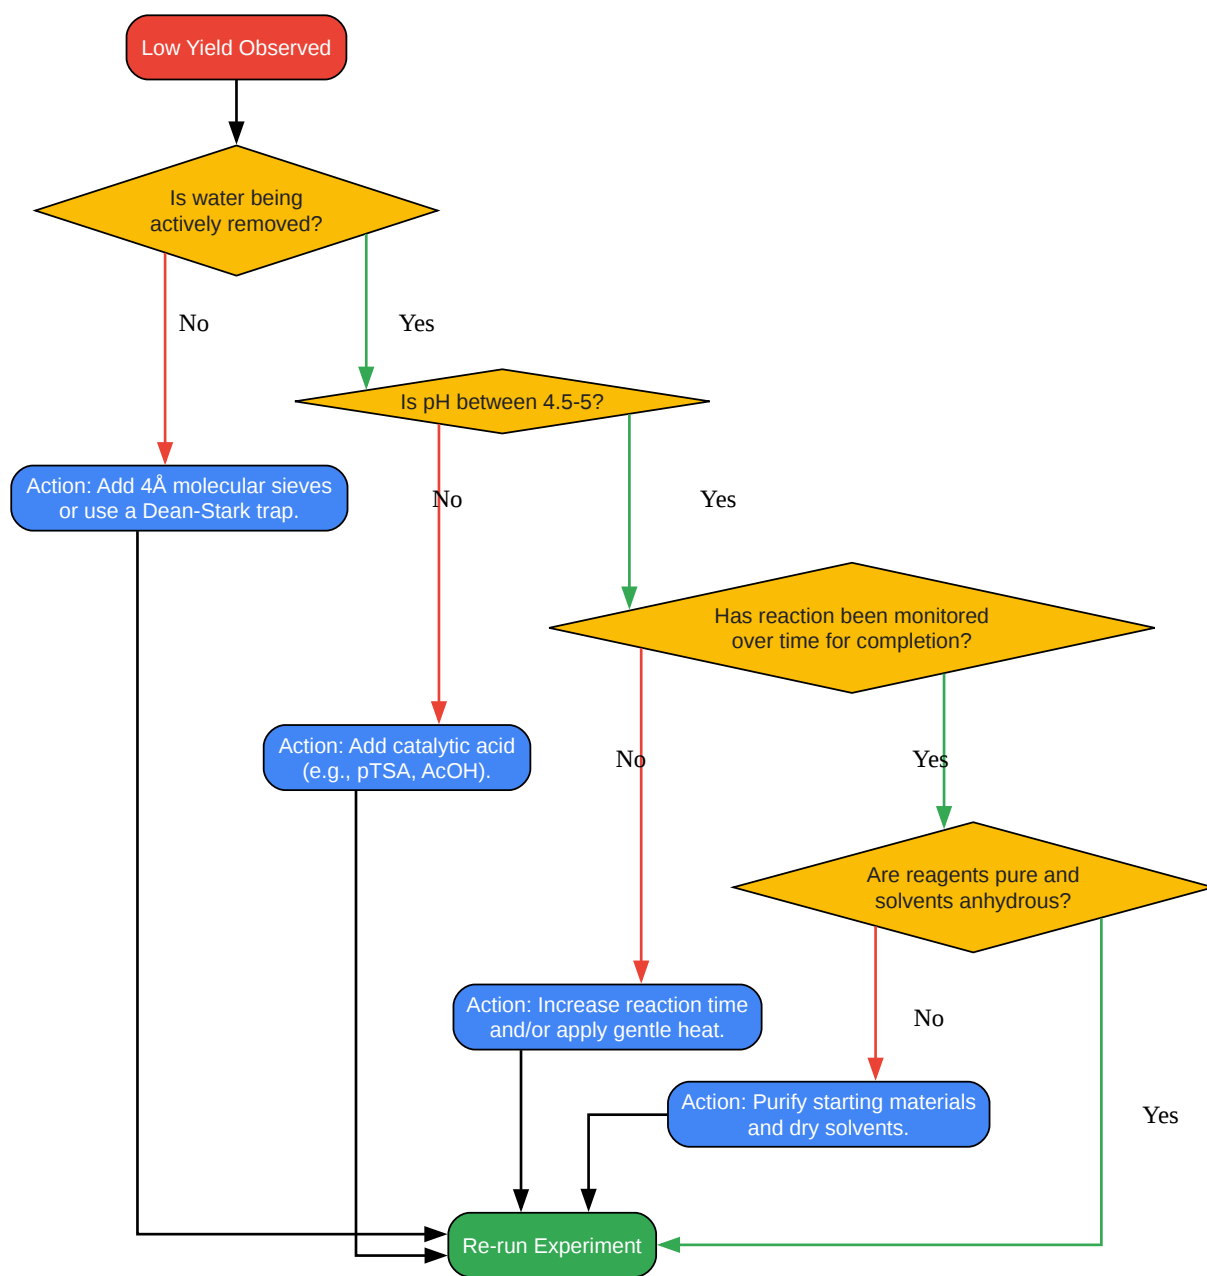 Low Yield Observed
Is water being
actively removed?
No
Yes
Is pH between 4.5-5?
Action: Add 4Å molecular sieves
or use a Dean-Stark trap.
No
Yes
Has reaction been monitored
over time for completion?
Action: Add catalytic acid
(e.g., pTSA, AcOH).
No
Yes
Are reagents pure and
solvents anhydrous?
Action: Increase reaction time
and/or apply gentle heat.
No
Action: Purify starting materials
and dry solvents.
Yes
Re-run Experiment